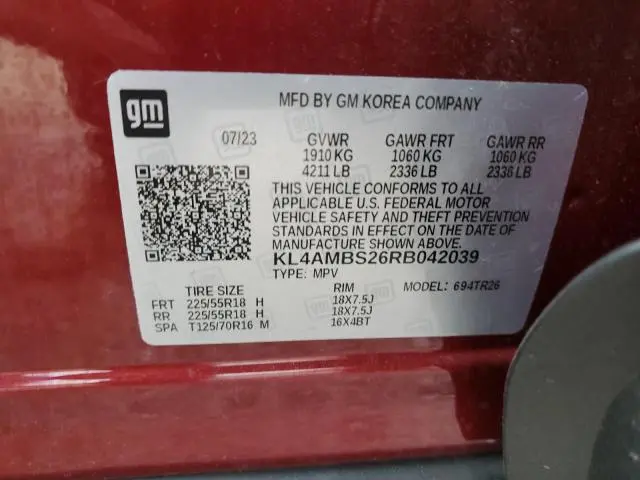 gm
MFD BY GM KOREA COMPANY
07/23 GVWR GAWR FRT GAWR RR
1910 KG 1060 KG 1060 KG
4211 LB 2336 LB 2336 LB
THIS VEHICLE CONFORMS TO ALL
APPLICABLE U.S. FEDERAL MOTOR
VEHICLE SAFETY AND THEFT PREVENTION
STANDARDS IN EFFECT ON THE DATE OF
MANUFACTURE SHOWN ABOVE.
KL4AMBS26RB042039
TYPE: MPV MODEL: 694TR26
TIRE SIZE RIM
FRT 225/55R18 H 18X7.5J
RR 225/55R18 H 18X7.5J
SPA T125/70R16 M 16X4BT